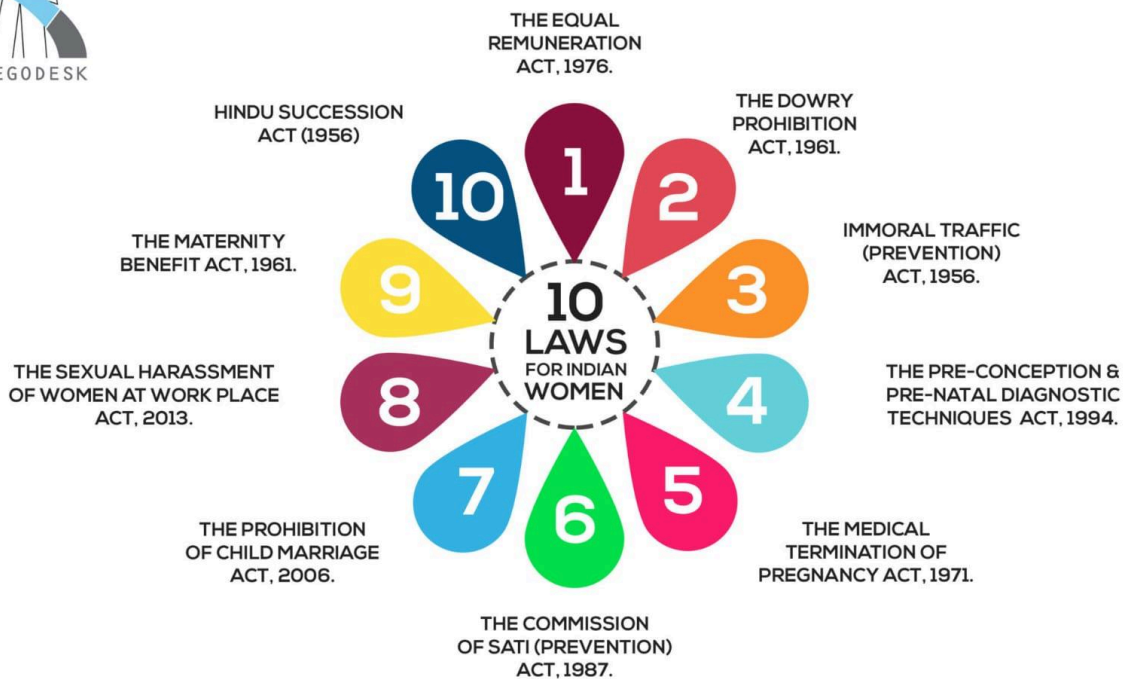 EGODESK
THE EQUAL
REMUNERATION
ACT, 1976.
THE DOWRY
PROHIBITION
ACT, 1961.
IMMORAL TRAFFIC
(PREVENTION)
ACT, 1956.
THE PRE-CONCEPTION &
PRE-NATAL DIAGNOSTIC
TECHNIQUES ACT, 1994.
THE MEDICAL
TERMINATION OF
PREGNANCY ACT, 1971.
THE COMMISSION
OF SATI (PREVENTION)
ACT, 1987.
THE PROHIBITION
OF CHILD MARRIAGE
ACT, 2006.
THE SEXUAL HARASSMENT
OF WOMEN AT WORK PLACE
ACT, 2013.
THE MATERNITY
BENEFIT ACT, 1961.
HINDU SUCCESSION
ACT (1956)
1
2
3
4
5
6
7
8
9
10
10
LAWS
FOR INDIAN
WOMEN